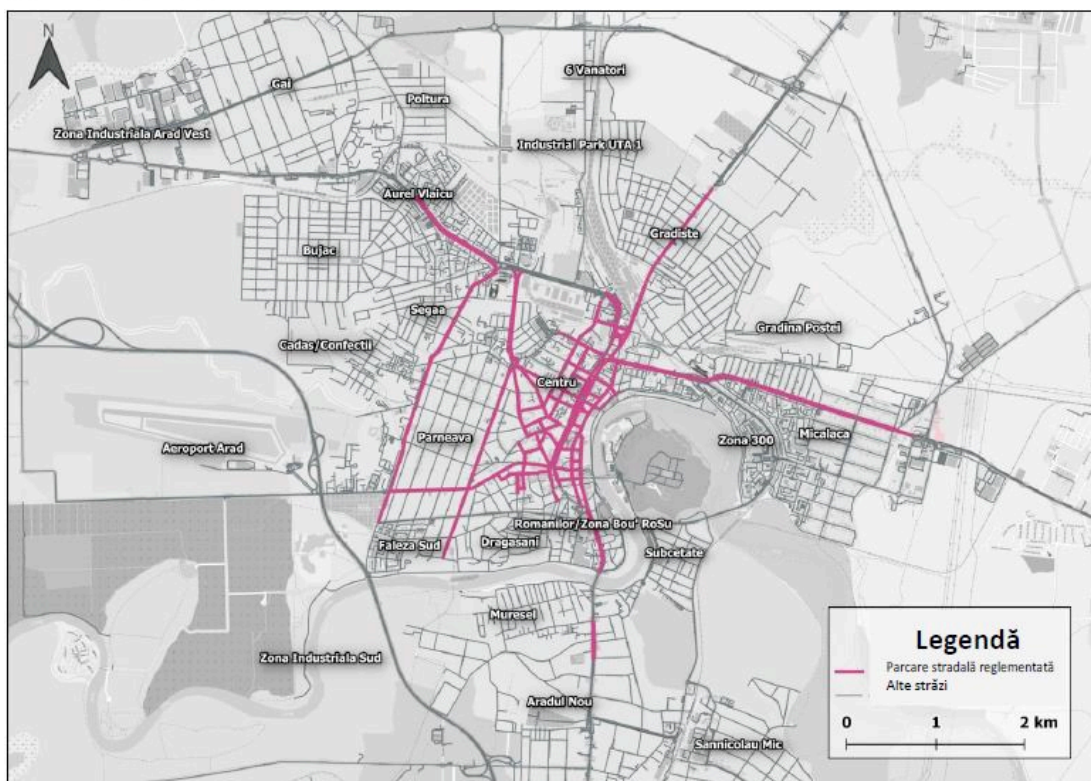 N
6 Vanatori
Gai
Poltura
Zona Industriala Arad Vest
Industrial Park UTA 1
Aurel Vlaicu
Gradiste
Bujac
Segaa
Gradina Postei
Cadas/Confectii
Centru
Parneava
Zona 300
Micalaca
Aeroport Arad
Romanilor/Zona Bou' RoSu
Faleza Sud
Dragasani
Subcetate
Muresel
Zona Industriala Sud
Aradul Nou
Sannicolau Mic
Legendă
Parcare stradală reglementată
Alte străzi
0 1 2 km